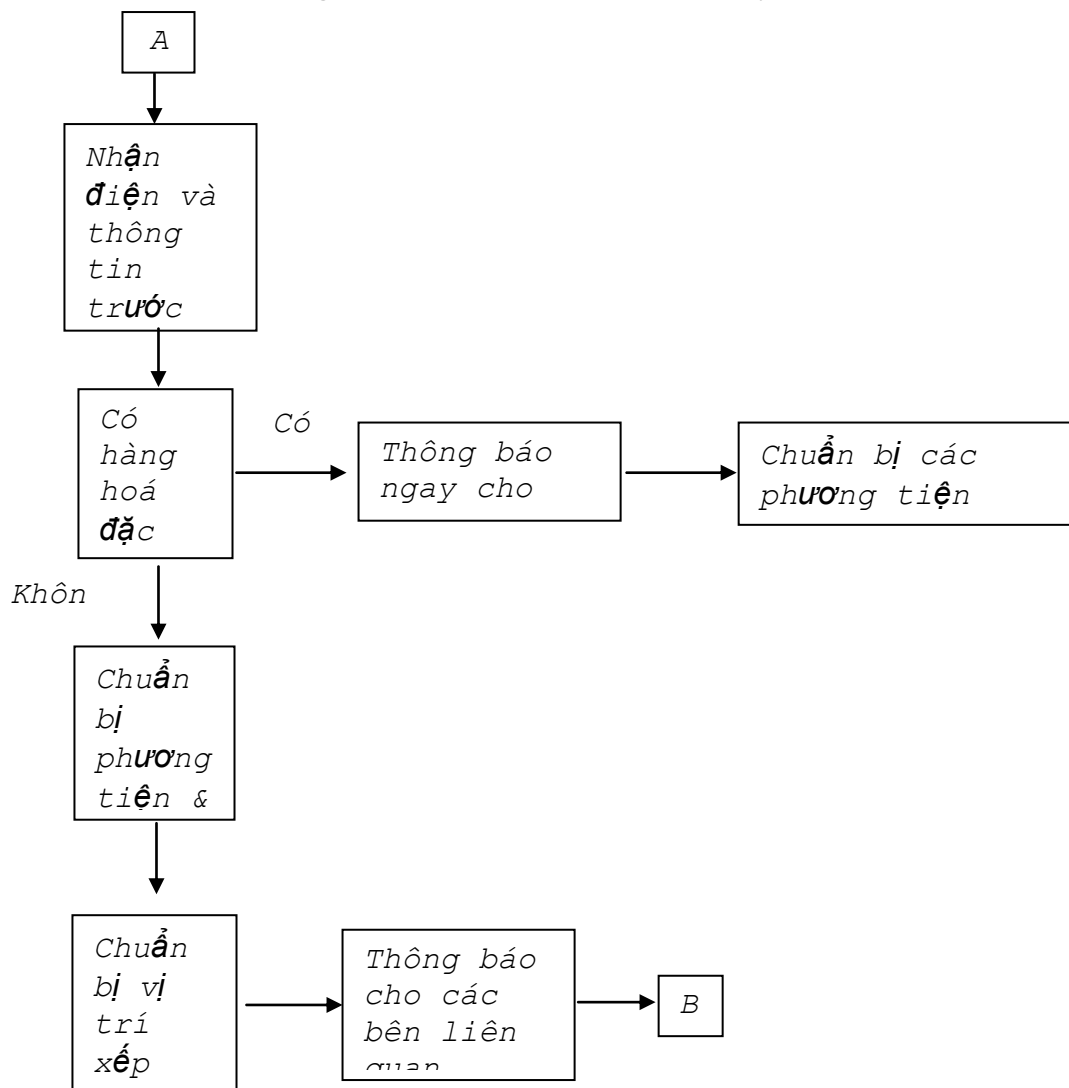 A
Nhận
điện và
thông
tin
trước
Có
hàng
hoá
đặc
Có
Thông báo
ngay cho
Chuẩn bị các
phương tiện
Khôn
Chuẩn
bị
phương
tiện &
Chuẩn
bị vị
trí
xếp
Thông báo
cho các
bên liên
quan
B